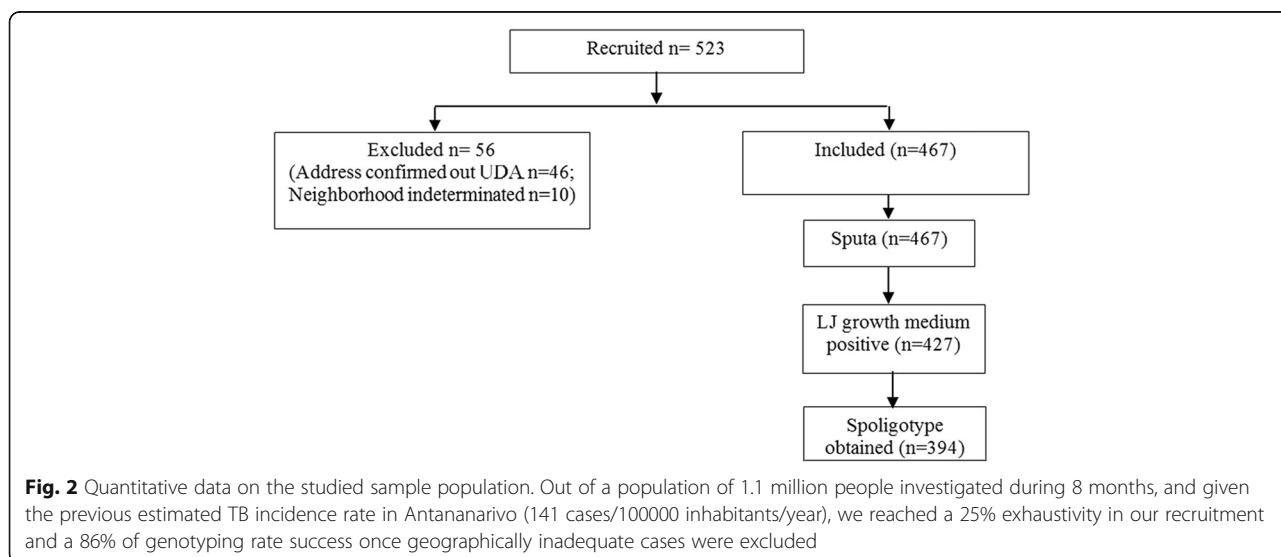 Recruited n= 523
Excluded n= 56
(Address confirmed out UDA n=46;
Neighborhood indeterminated n=10)
Included (n=467)
Sputa (n=467)
LJ growth medium
positive (n=427)
Spoligotype
obtained (n=394)
Fig. 2 Quantitative data on the studied sample population. Out of a population of 1.1 million people investigated during 8 months, and given
the previous estimated TB incidence rate in Antananarivo (141 cases/100000 inhabitants/year), we reached a 25% exhaustivity in our recruitment
and a 86% of genotyping rate success once geographically inadequate cases were excluded